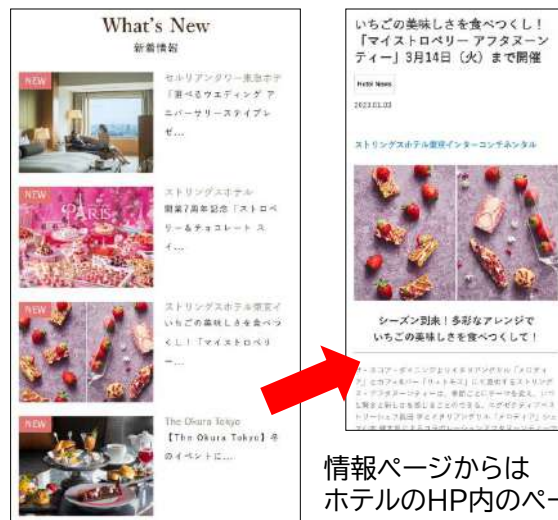 What's New
新着情報
NEW
セルリアンタワー東急ホテ
「選べるウエディング ア
ニバーサリーステイプレ
ゼ...
NEW
PARIS
ストリングスホテル
開業7周年記念「ストロベ
リー&チョコレート ス
イ...
NEW
ストリングスホテル東京イ
いちごの美味しさを食べつ
くし!「マイストロベリ
ー...
NEW
The Okura Tokyo
【The Okura Tokyo】冬
のイベントに...
いちごの美味しさを食べつくし!
「マイストロベリー アフタヌーン
ティー」3月14日(火)まで開催
Hotel News
2023.01.03
ストリングスホテル東京インターコンチネンタル
シーズン到来!多彩なアレンジで
いちごの美味しさを食べつくして!
情報ページからは
ホテルのHP内のペー